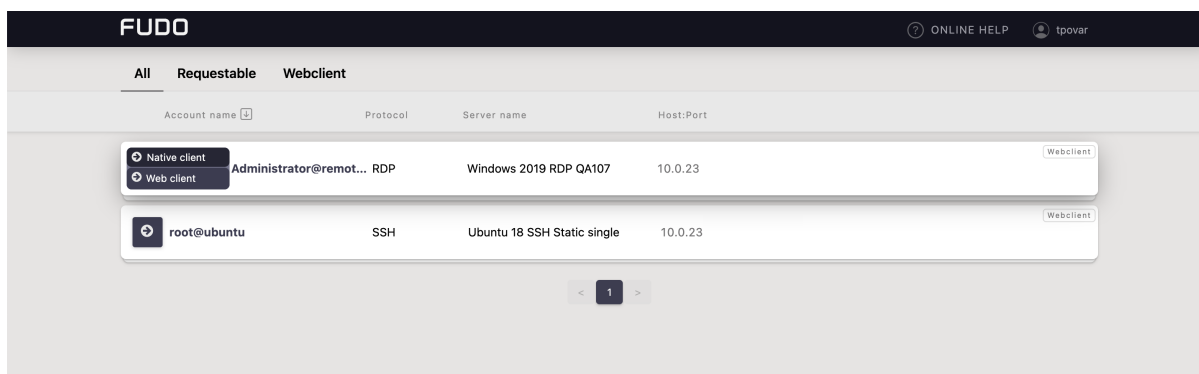 FUDO
? ONLINE HELP tpovar
All Requestable Webclient
Account name Protocol Server name Host:Port
Webclient
Native client
Web client
Administrator@remot... RDP Windows 2019 RDP QA107 10.0.23
Webclient
root@ubuntu SSH Ubuntu 18 SSH Static single 10.0.23
< 1 >